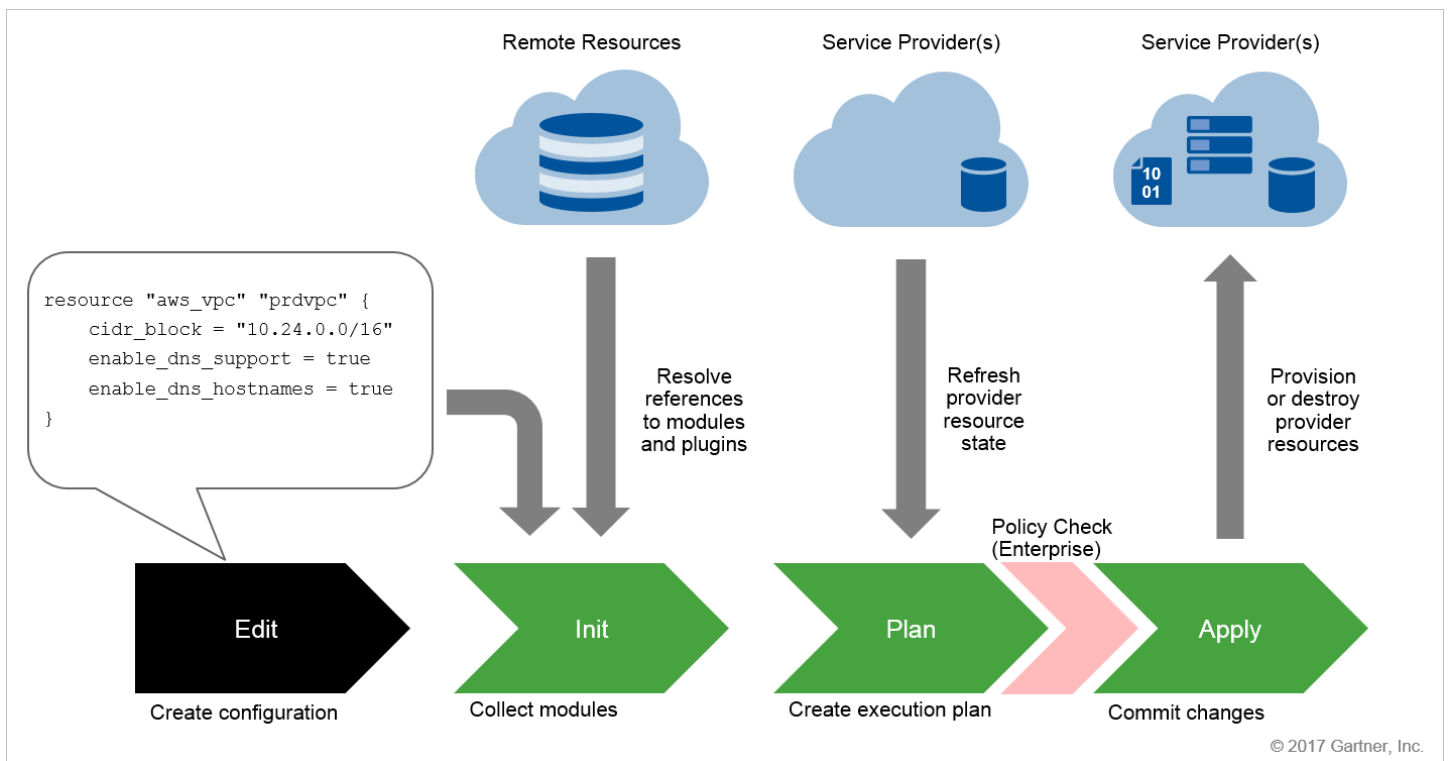 Remote Resources
Service Provider(s)
Service Provider(s)
10
01
resource "aws_vpc" "prdvpc" {
    cidr_block = "10.24.0.0/16"
    enable_dns_support = true
    enable_dns_hostnames = true
}
Resolve
references
to modules
and plugins
Refresh
provider
resource
state
Provision
or destroy
provider
resources
Policy Check
(Enterprise)
Edit
Init
Plan
Apply
Create configuration
Collect modules
Create execution plan
Commit changes
© 2017 Gartner, Inc.